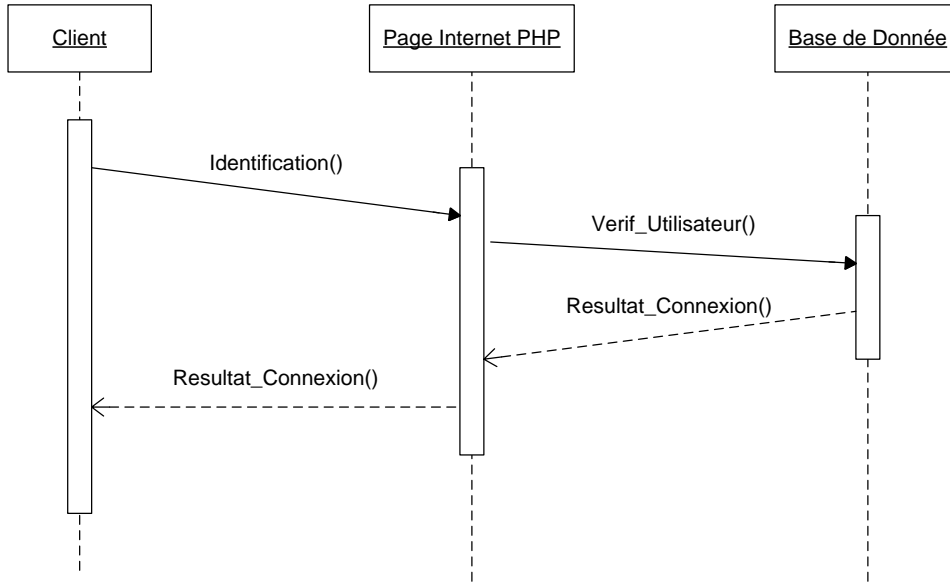 Client
Page Internet PHP
Base de Donnée
Identification()
Verif_Utilisateur()
Resultat_Connexion()
Resultat_Connexion()